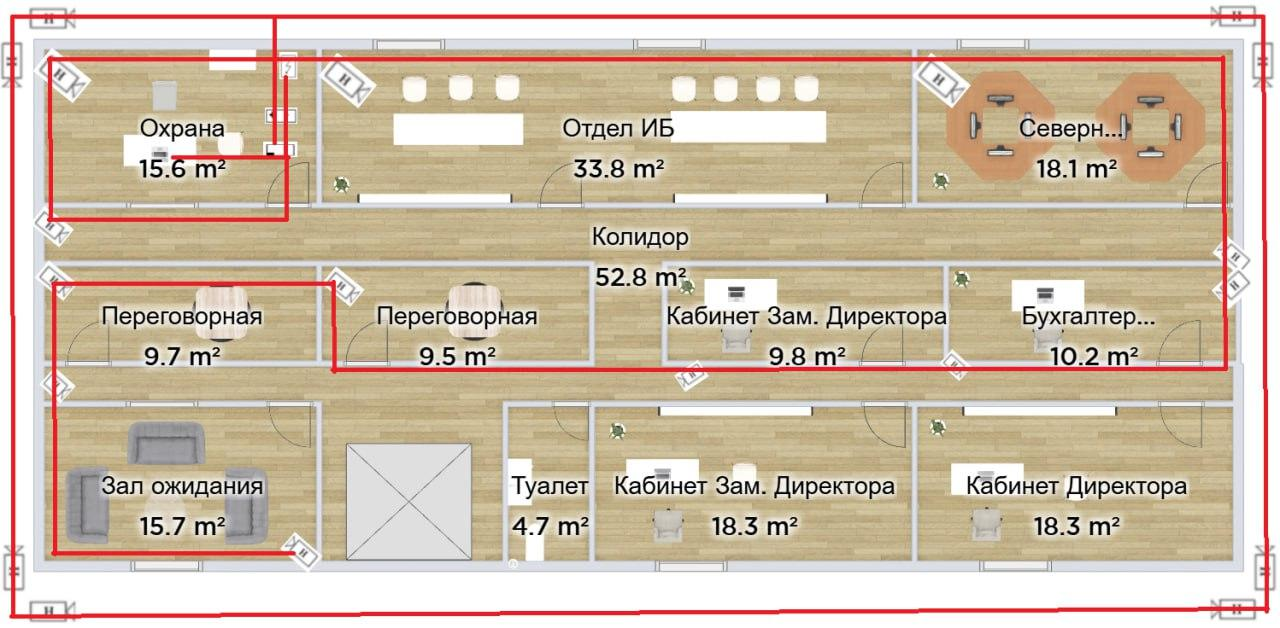 Охрана
15.6 m²
Отдел ИБ
33.8 m²
Северн...
18.1 m²
Колидор
52.8 m²
Переговорная
9.7 m²
Переговорная
9.5 m²
Кабинет Зам. Директора
9.8 m²
Бухгалтер...
10.2 m²
Зал ожидания
15.7 m²
Туалет
4.7 m²
Кабинет Зам. Директора
18.3 m²
Кабинет Директора
18.3 m²